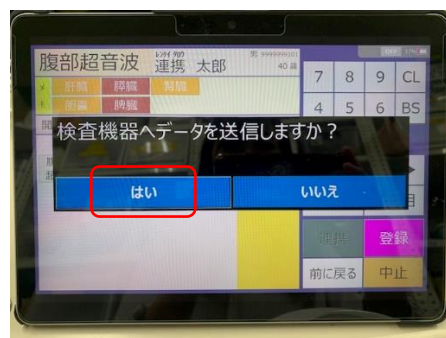 腹部超音波
ﾚﾝｹｲ ﾀﾛｳ
連携 太郎
男 9999999101
40 歳
肝臓 膵臓 腎臓
胆嚢 脾臓
7 8 9 CL
4 5 6 BS
検査機器へデータを送信しますか？
はい いいえ
登録
前に戻る 中止